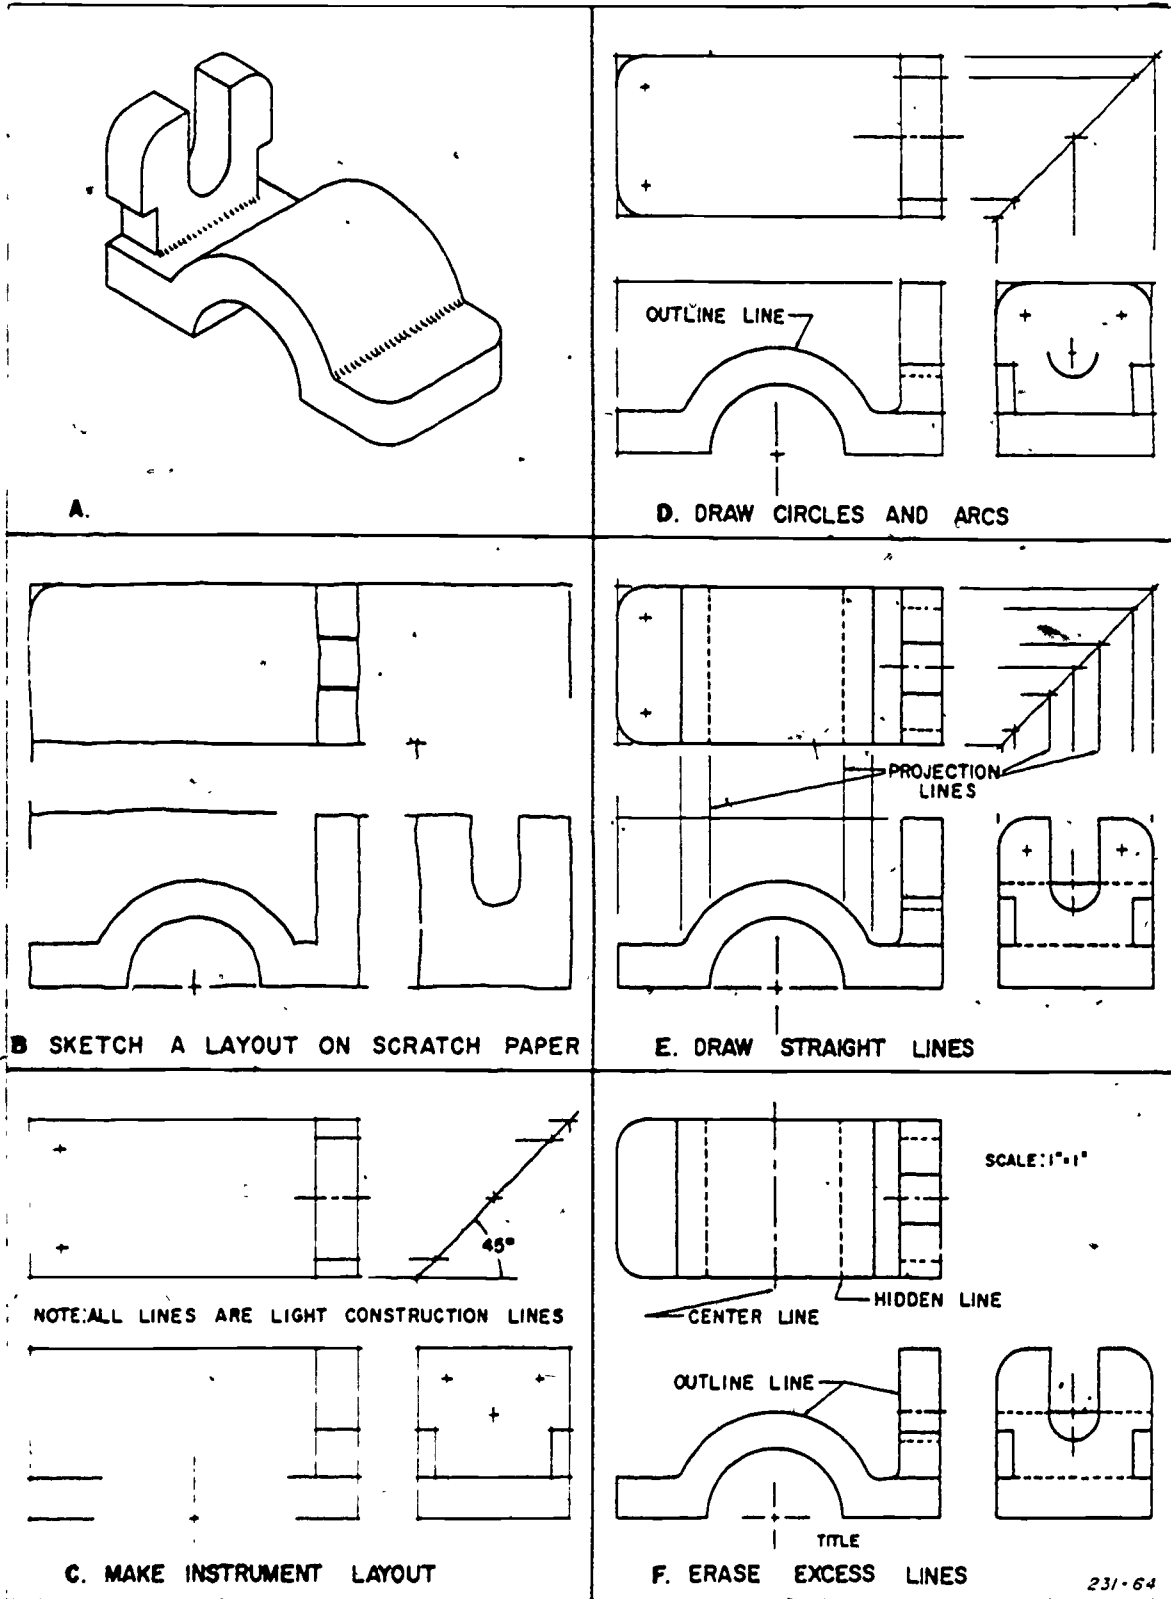 A.
B SKETCH A LAYOUT ON SCRATCH PAPER
45°
NOTE:ALL LINES ARE LIGHT CONSTRUCTION LINES
C. MAKE INSTRUMENT LAYOUT
OUTLINE LINE
D. DRAW CIRCLES AND ARCS
PROJECTION
LINES
E. DRAW STRAIGHT LINES
SCALE:1"=1"
HIDDEN LINE
CENTER LINE
OUTLINE LINE
TITLE
F. ERASE EXCESS LINES
231-64